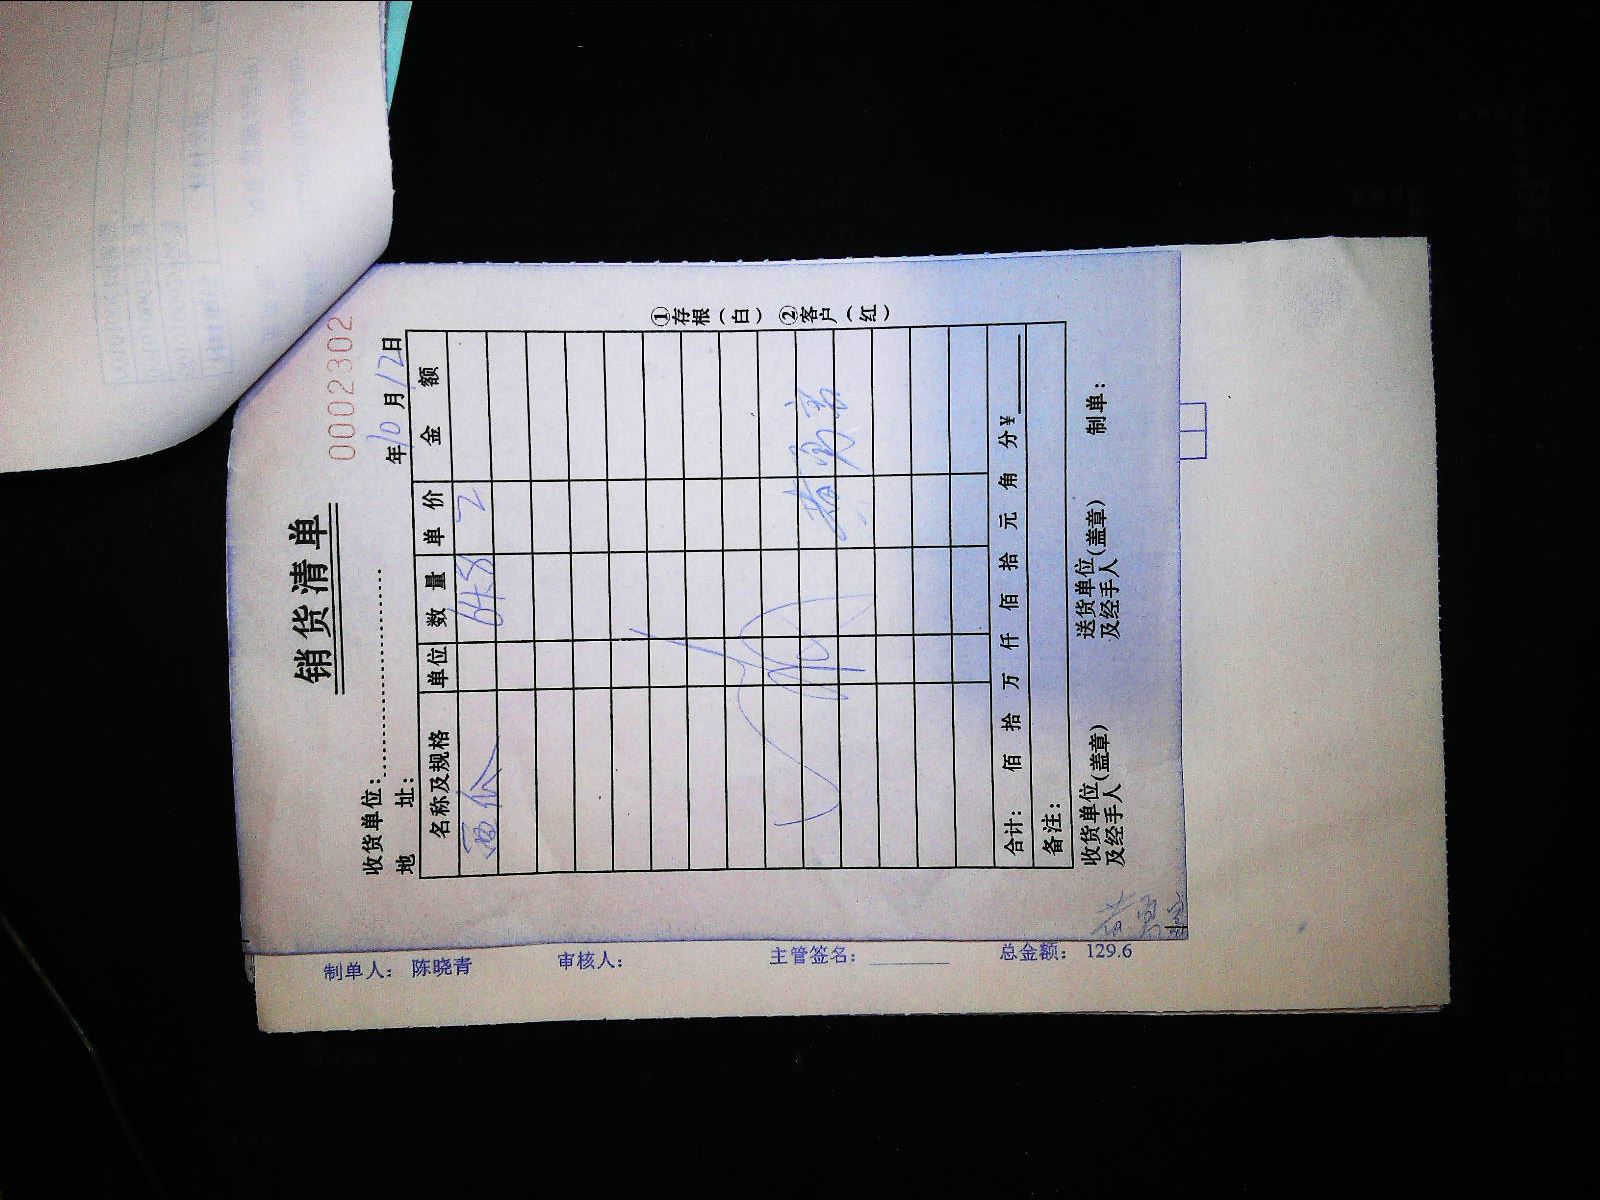 销货清单
0002302
收货单位:
年10月12日
地 址:
名称及规格 单位 数量 单价 金额
64.8 2
①存根(白) ②客户(红)
合计: 佰 拾 万 仟 佰 拾 元 角 分 ¥
备注:
收货单位(盖章)
及经手人
送货单位(盖章)
及经手人
制单:
制单人: 陈晓青 审核人: 主管签名: 总金额: 129.6